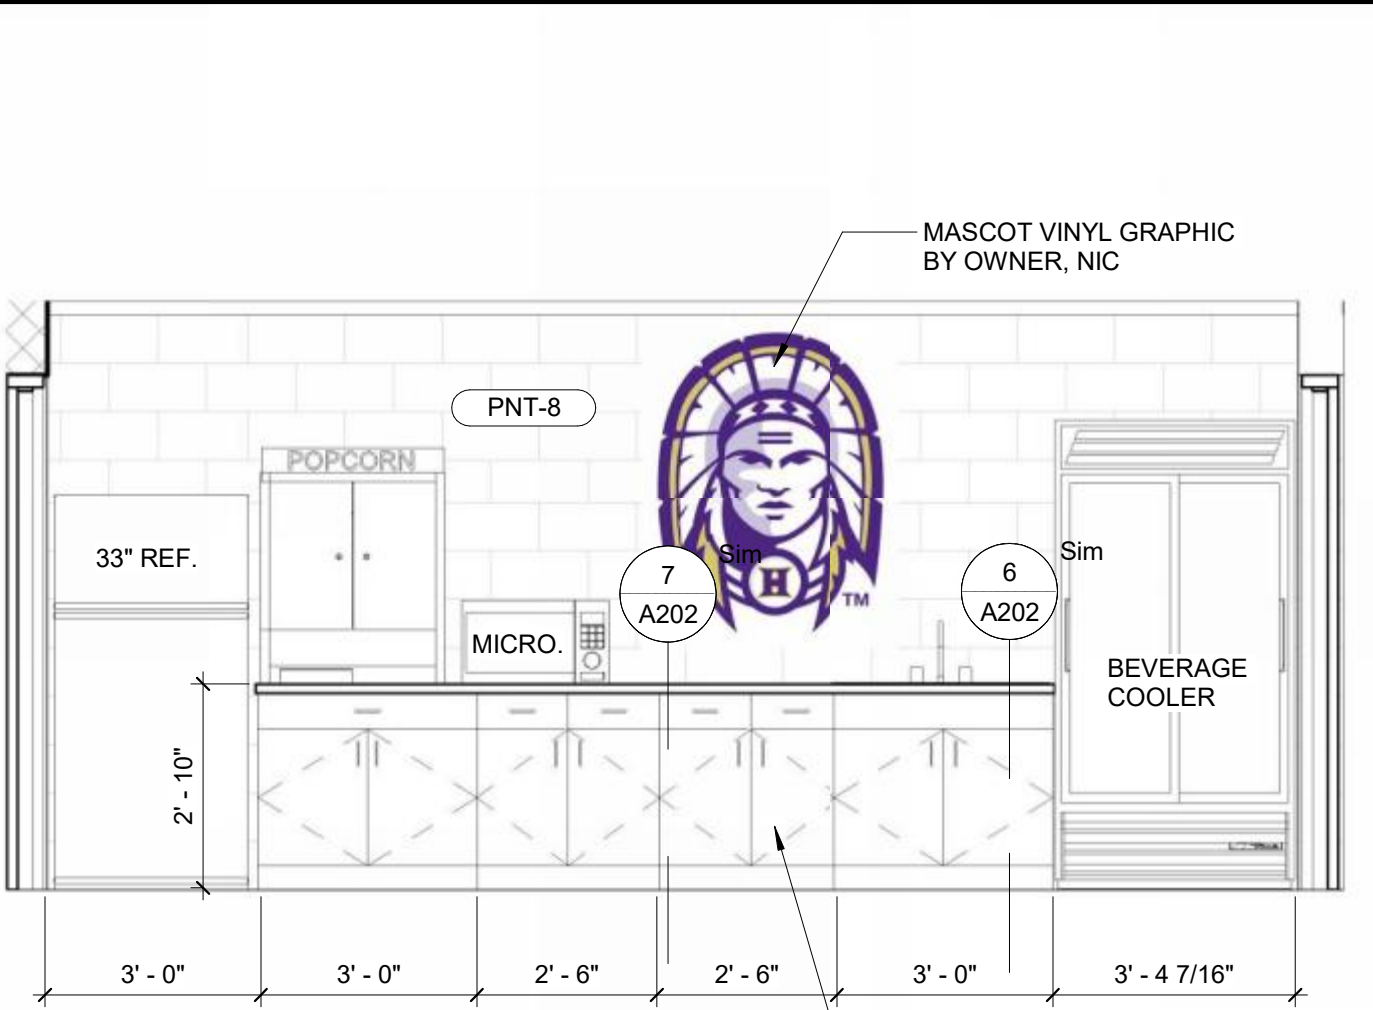 MASCOT VINYL GRAPHIC
BY OWNER, NIC
PNT-8
POPCORN
33" REF.
Sim
7
A202
Sim
6
A202
H
TM
MICRO.
BEVERAGE
COOLER
2' - 10"
3' - 0"
3' - 0"
2' - 6"
2' - 6"
3' - 0"
3' - 4 7/16"